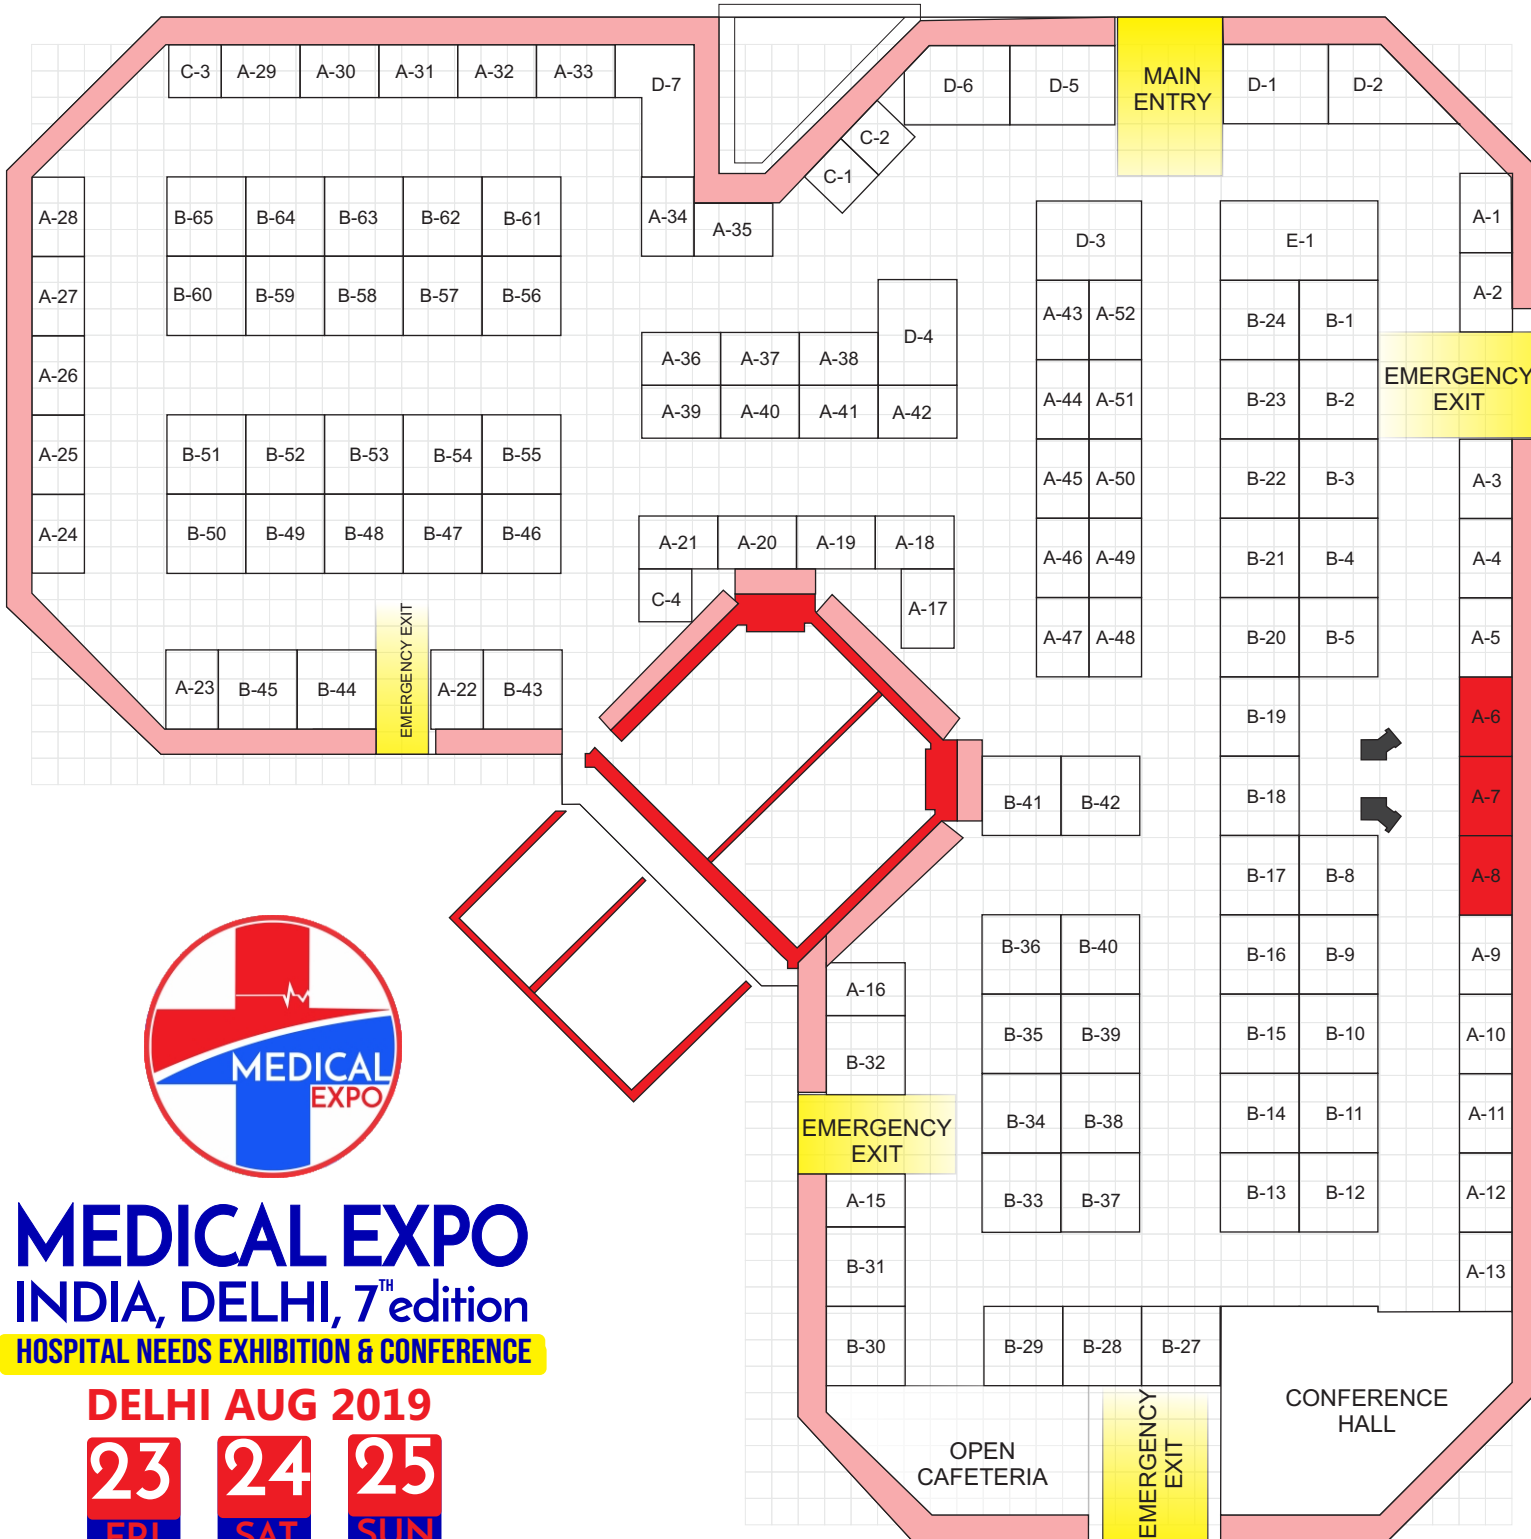 C-3 A-29 A-30 A-31 A-32 A-33 D-7 D-6 D-5 MAIN D-1 D-2
ENTRY
C-2
C-1
A-28 B-65 B-64 B-63 B-62 B-61 A-34 A-35 D-3 E-1 A-1
A-27 B-60 B-59 B-58 B-57 B-56 A-2
A-43 A-52 B-24 B-1
D-4
A-36 A-37 A-38
A-26 EMERGENCY
EXIT
A-39 A-40 A-41 A-42 A-44 A-51 B-23 B-2
A-25 B-51 B-52 B-53 B-54 B-55 A-45 A-50 B-22 B-3 A-3
A-24 B-50 B-49 B-48 B-47 B-46 A-21 A-20 A-19 A-18 A-46 A-49 B-21 B-4 A-4
C-4 A-17
A-47 A-48 B-20 B-5 A-5
EMERGENCY EXIT
A-23 B-45 B-44 A-22 B-43 B-19 A-6
B-41 B-42 B-18 A-7
B-17 B-8 A-8
B-36 B-40 B-16 B-9 A-9
A-16
B-35 B-39 B-15 B-10 A-10
B-32
B-34 B-38 B-14 B-11 A-11
EMERGENCY
EXIT
A-15 B-33 B-37 B-13 B-12 A-12
B-31 A-13
B-30 B-29 B-28 B-27
CONFERENCE
HALL
OPEN
CAFETERIA
EMERGENCY
EXIT
MEDICAL
EXPO
MEDICAL EXPO
INDIA, DELHI, 7TH edition
HOSPITAL NEEDS EXHIBITION & CONFERENCE
DELHI AUG 2019
23 24 25
FRI SAT SUN